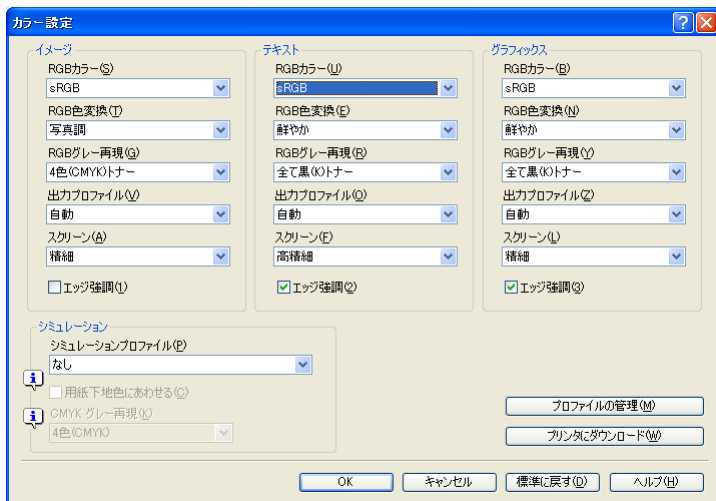 カラー設定
イメージ
RGBカラー(S)
sRGB
RGB色変換(T)
写真調
RGBグレー再現(G)
4色(CMYK)トナー
出力プロファイル(V)
自動
スクリーン(A)
精細
エッジ強調(1)
テキスト
RGBカラー(U)
sRGB
RGB色変換(E)
鮮やか
RGBグレー再現(R)
全て黒(K)トナー
出力プロファイル(O)
自動
スクリーン(F)
高精細
エッジ強調(2)
グラフィックス
RGBカラー(B)
sRGB
RGB色変換(N)
鮮やか
RGBグレー再現(Y)
全て黒(K)トナー
出力プロファイル(Z)
自動
スクリーン(L)
精細
エッジ強調(3)
シミュレーション
シミュレーションプロファイル(P)
なし
用紙下地色にあわせる(C)
CMYK グレー再現(K)
4色(CMYK)
プロファイルの管理(M)
プリンタにダウンロード(W)
OK
キャンセル
標準に戻す(D)
ヘルプ(H)